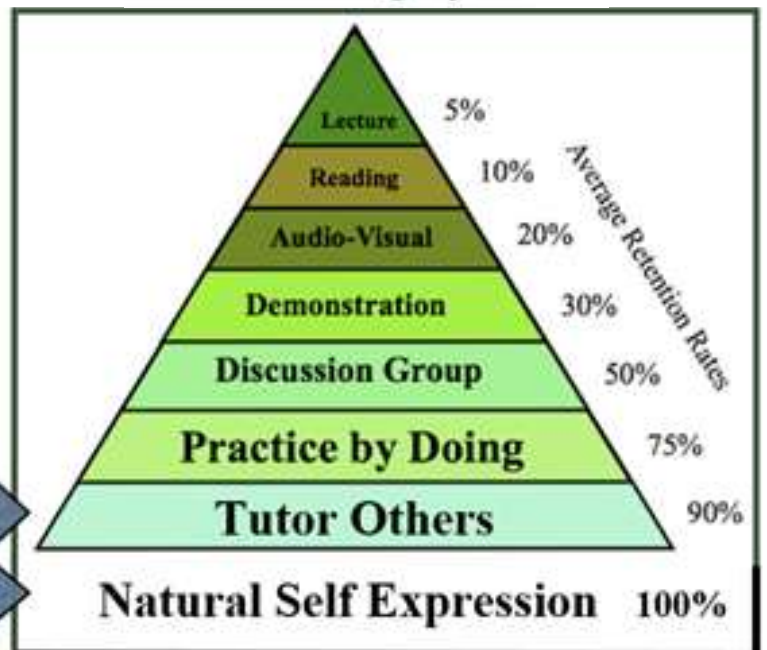 Lecture 5%
Reading 10%
Audio-Visual 20%
Demonstration 30%
Discussion Group 50%
Practice by Doing 75%
Tutor Others 90%
Natural Self Expression 100%
Average Retention Rates